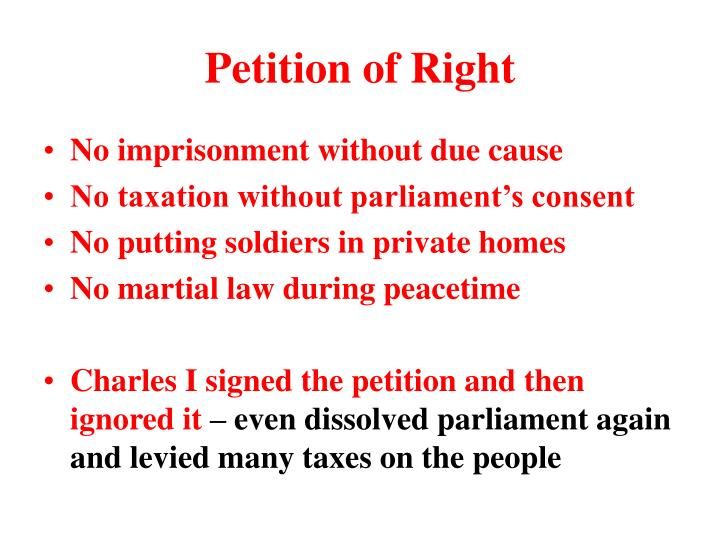 Petition of Right
• No imprisonment without due cause
• No taxation without parliament’s consent
• No putting soldiers in private homes
• No martial law during peacetime
• Charles I signed the petition and then
ignored it – even dissolved parliament again
and levied many taxes on the people